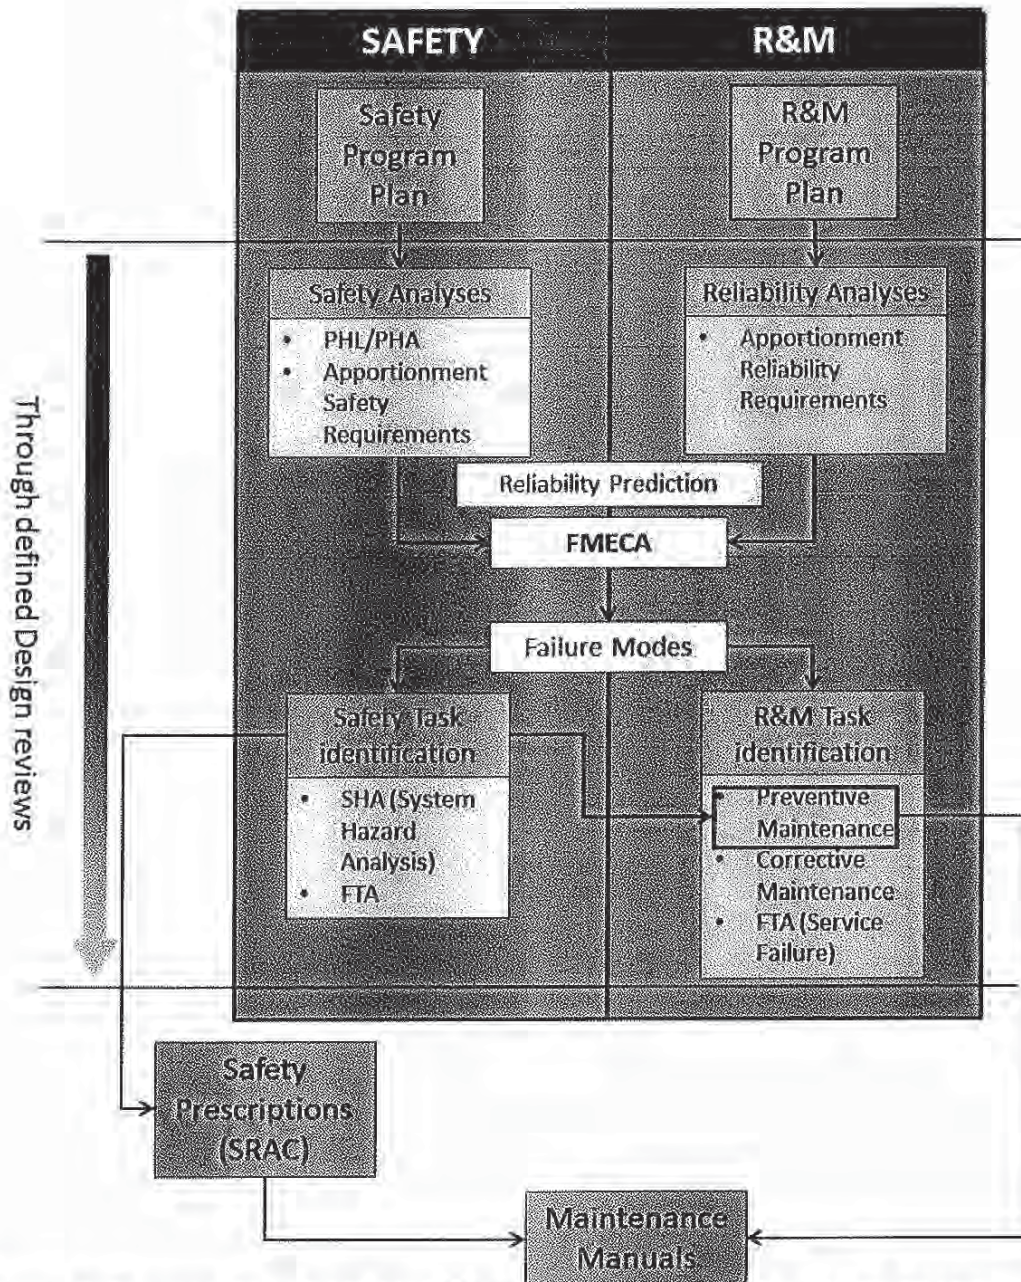 SAFETY
R&M
Safety
Program
Plan
R&M
Program
Plan
Through defined Design reviews
Safety Analyses
• PHL/PHA
• Apportionment
Safety
Requirements
Reliability Analyses
• Apportionment
Reliability
Requirements
Reliability Prediction
FMECA
Failure Modes
Safety Task
identification
• SHA (System
Hazard
Analysis)
• FTA
R&M Task
identification
• Preventive
Maintenance
• Corrective
Maintenance
• FTA (Service
Failure)
Safety
Prescriptions
(SRAC)
Maintenance
Manuals